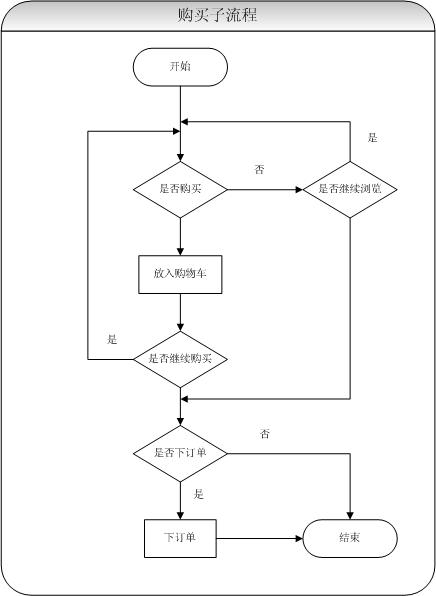 购买子流程
开始
是
否
是否购买
是否继续浏览
放入购物车
是
是否继续购买
否
是否下订单
是
下订单
结束